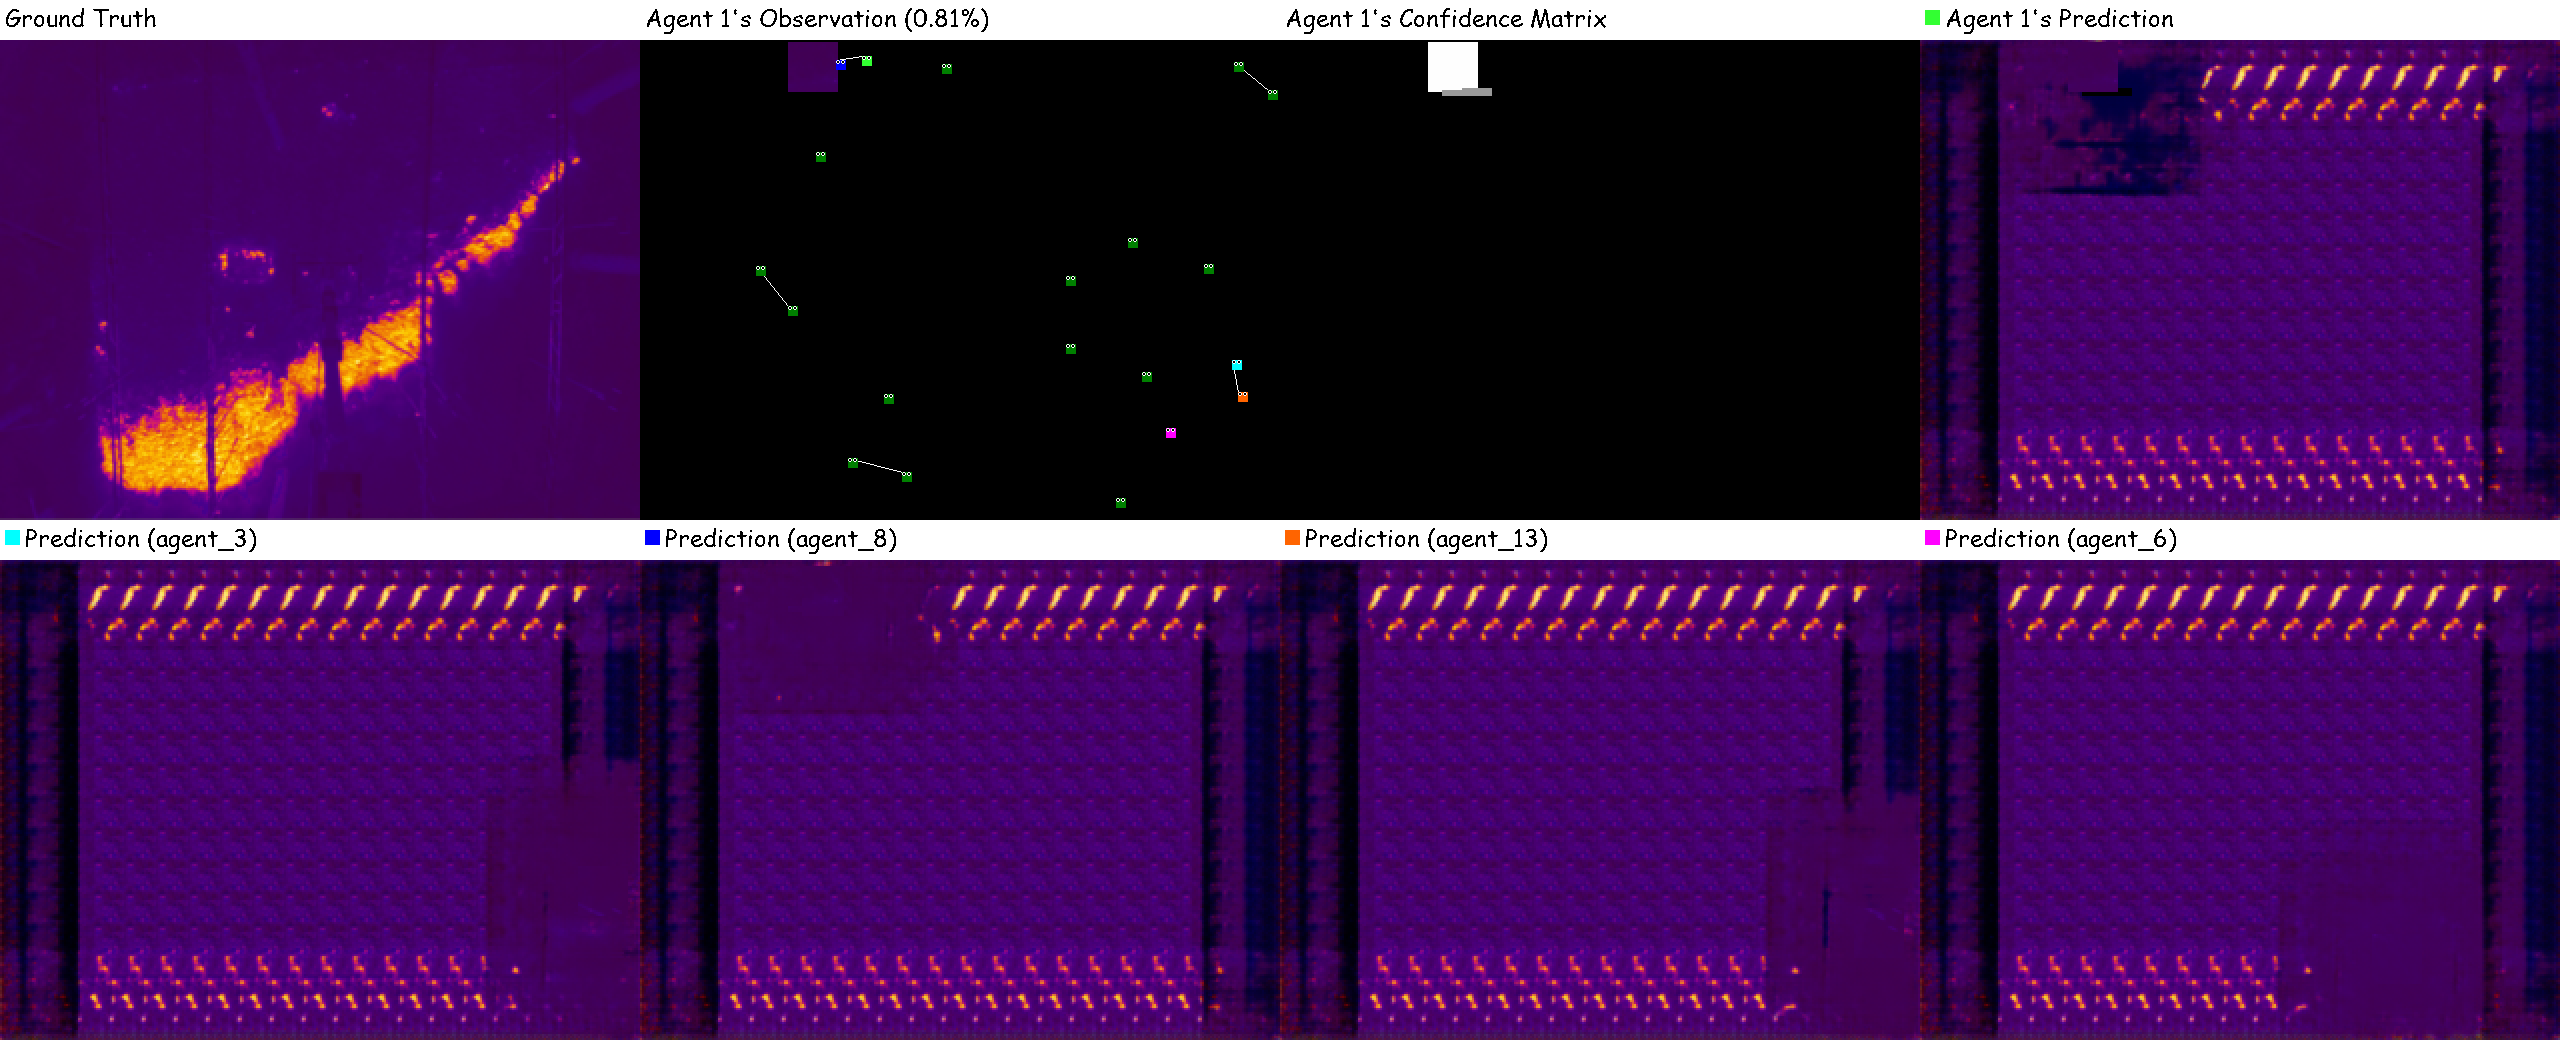 Ground Truth
Agent 1's Observation (0.81%)
Agent 1's Confidence Matrix
Agent 1's Prediction
Prediction (agent_3)
Prediction (agent_8)
Prediction (agent_13)
Prediction (agent_6)